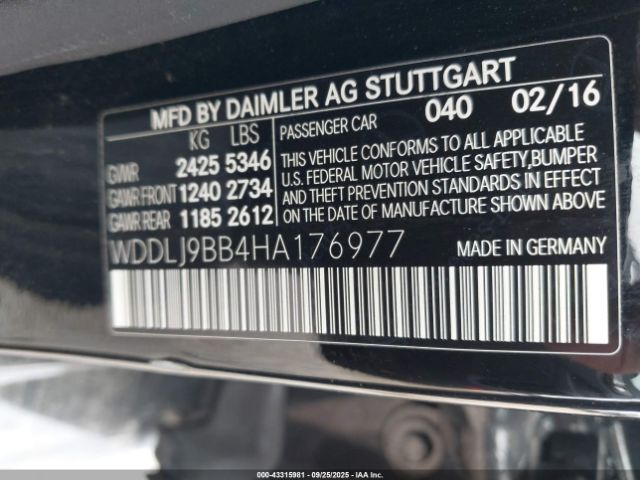 MFD BY DAIMLER AG STUTTGART
KG LBS
GVWR 2425 5346
GAWR FRONT 1240 2734
GAWR REAR 1185 2612
PASSENGER CAR 040 02/16
THIS VEHICLE CONFORMS TO ALL APPLICABLE
U.S. FEDERAL MOTOR VEHICLE SAFETY,BUMPER
AND THEFT PREVENTION STANDARDS IN EFFECT
ON THE DATE OF MANUFACTURE SHOWN ABOVE
WDDLJ9BB4HA176977
MADE IN GERMANY
000-43315981 - 09/25/2025 - IAA Inc.